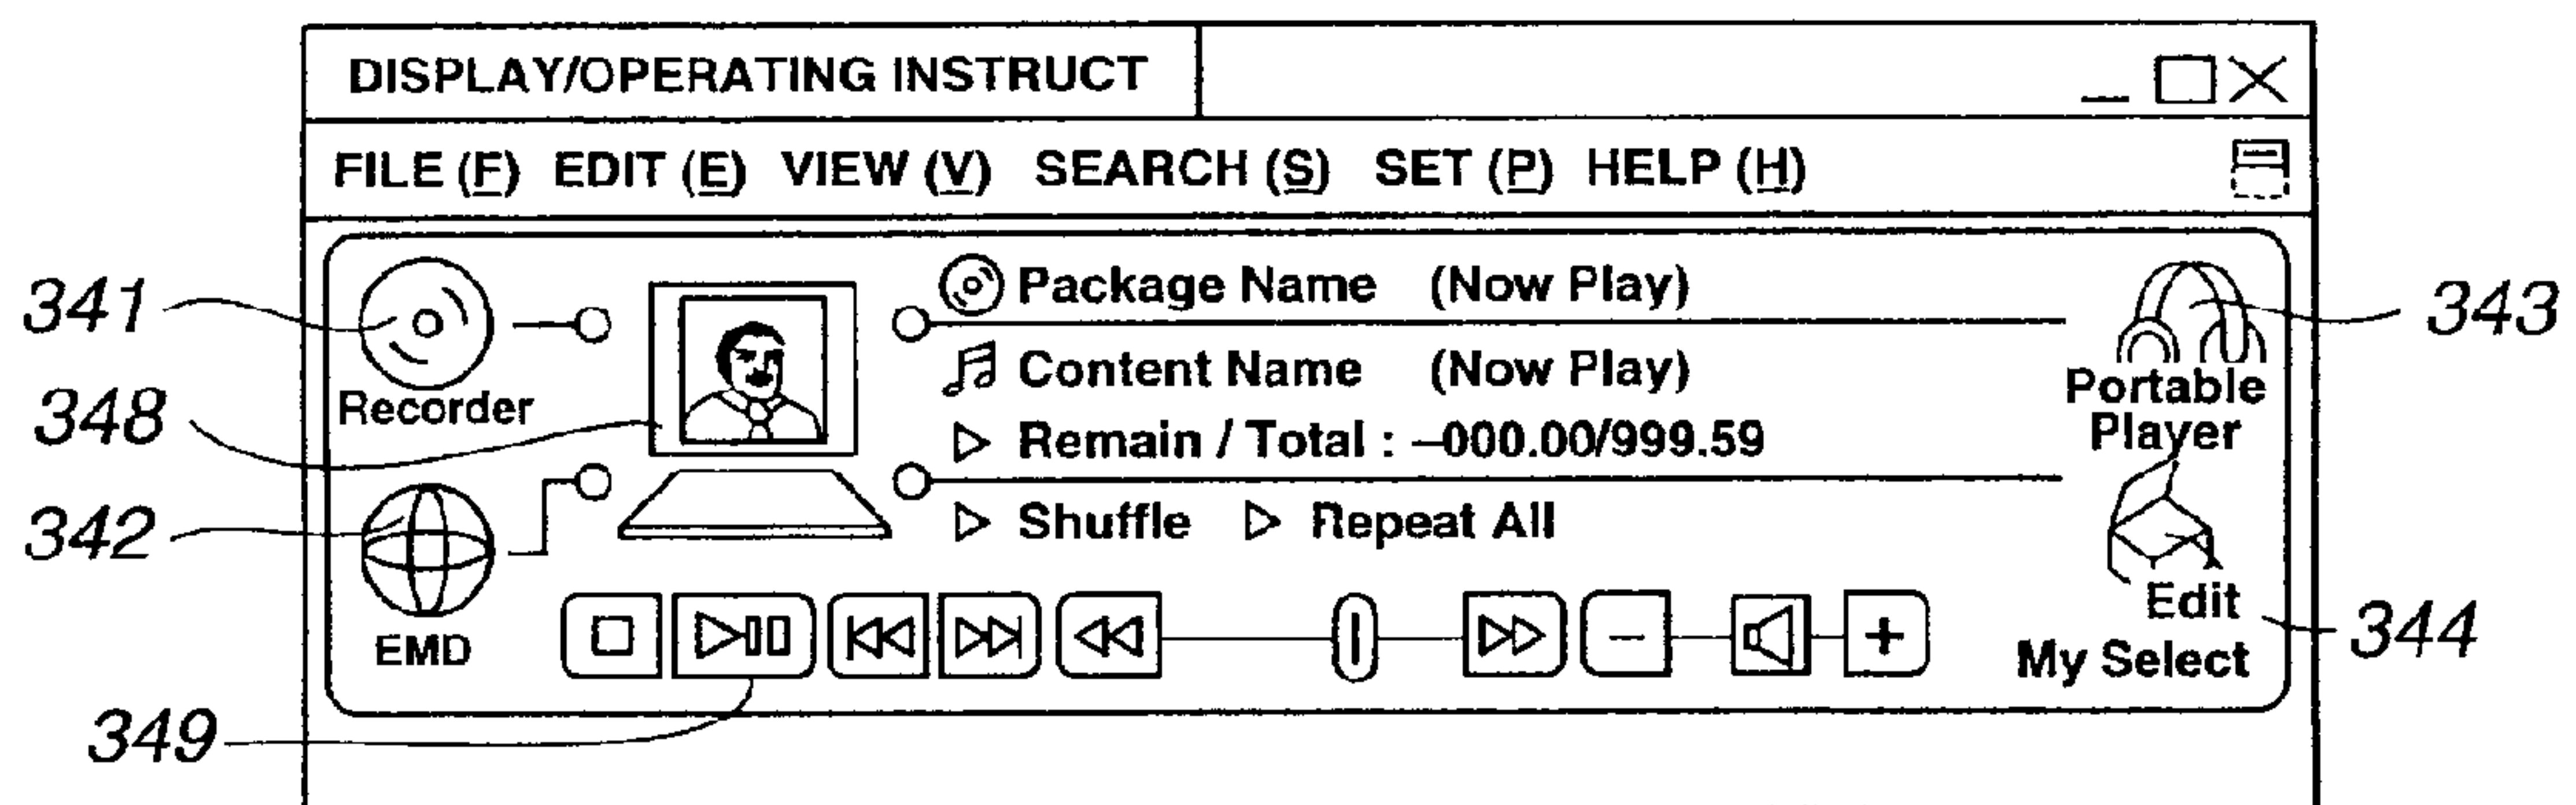 DISPLAY/OPERATING INSTRUCT
FILE (F) EDIT (E) VIEW (V) SEARCH (S) SET (P) HELP (H)
341
Recorder
348
342
EMD
349
Package Name (Now Play)
Content Name (Now Play)
Remain / Total : –000.00/999.59
Shuffle Repeat All
343
Portable
Player
Edit
My Select
344